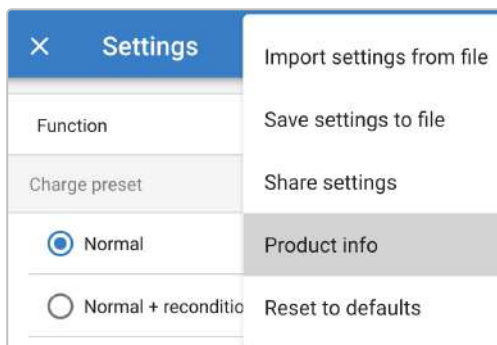 Settings
Function
Charge preset
Normal
Normal + reconditio
Import settings from file
Save settings to file
Share settings
Product info
Reset to defaults